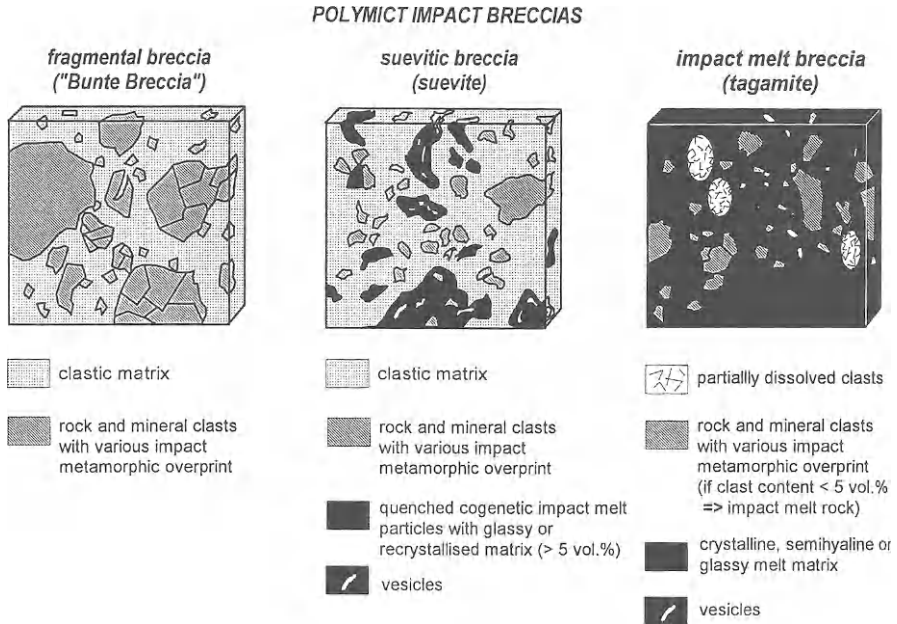 POLYMICT IMPACT BRECCIAS
fragmental breccia
("Bunte Breccia")
clastic matrix
rock and mineral clasts
with various impact
metamorphic overprint
suevitic breccia
(suevite)
clastic matrix
rock and mineral clasts
with various impact
metamorphic overprint
quenched cogenetic impact melt
particles with glassy or
recrystallised matrix (> 5 vol.%)
vesicles
impact melt breccia
(tagamite)
partiallly dissolved clasts
rock and mineral clasts
with various impact
metamorphic overprint
(if clast content < 5 vol.%
=> impact melt rock)
crystalline, semihyaline or
glassy melt matrix
vesicles